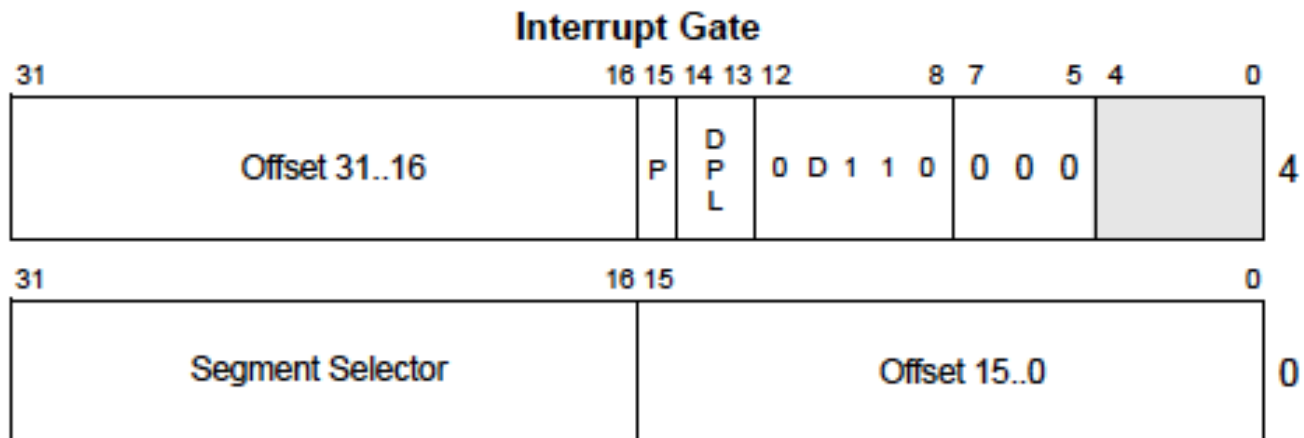 Interrupt Gate
31 16 15 14 13 12 8 7 5 4 0
Offset 31..16 P DPL 0 D 1 1 0 0 0 0 4
31 16 15 0
Segment Selector Offset 15..0 0